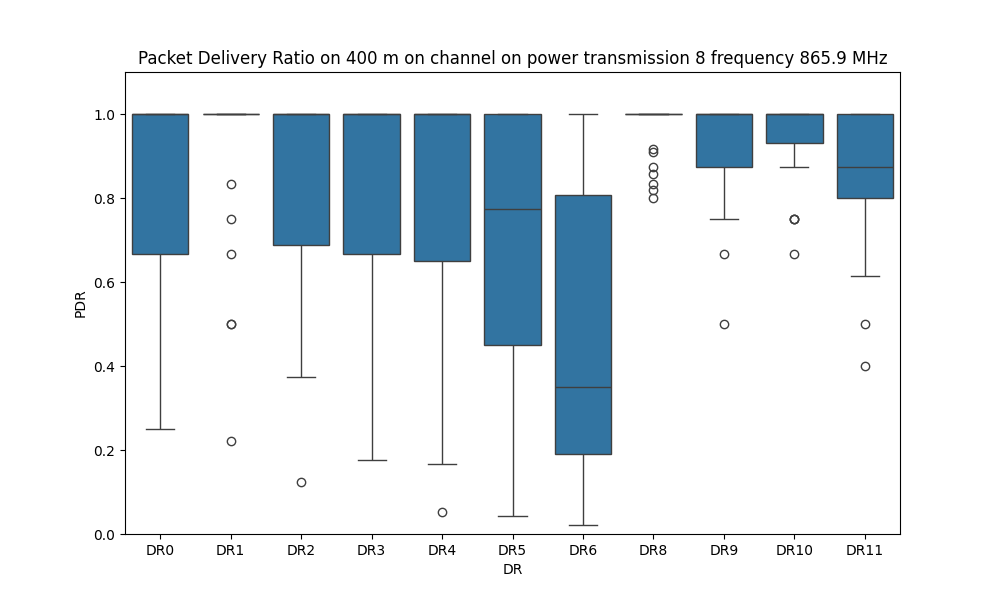 Packet Delivery Ratio on 400 m on channel on power transmission 8 frequency 865.9 MHz
1.0
0.8
0.6
0.4
0.2
0.0
PDR
DR0 DR1 DR2 DR3 DR4 DR5 DR6 DR8 DR9 DR10 DR11
DR